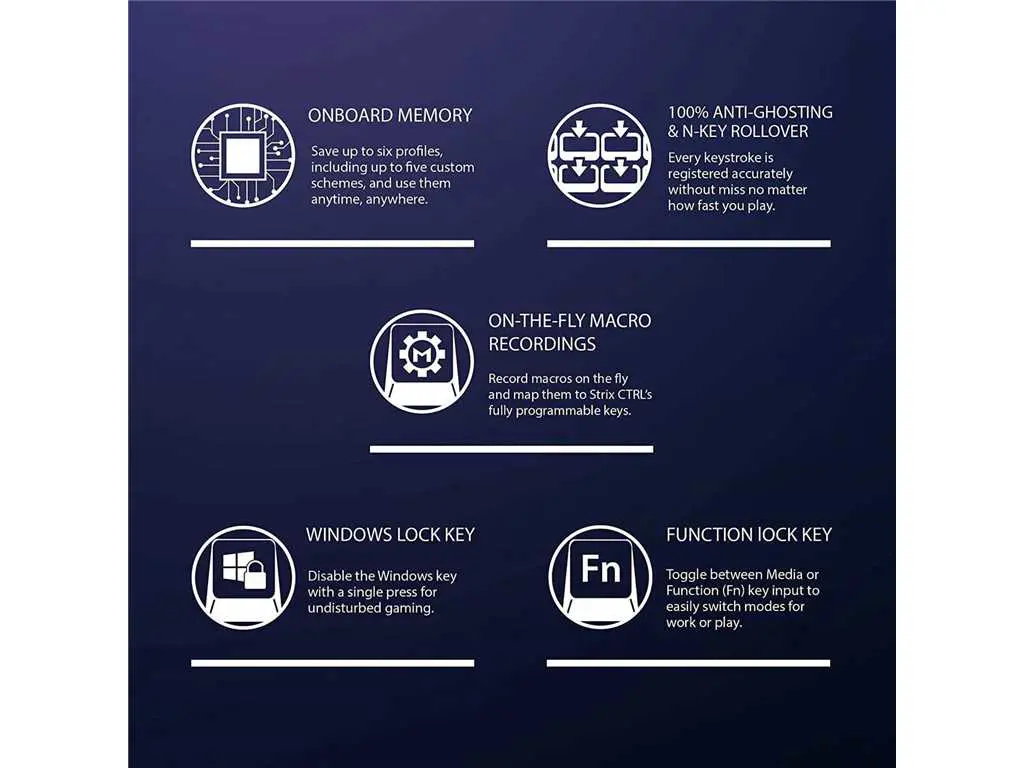 ONBOARD MEMORY
Save up to six profiles,
including up to five custom
schemes, and use them
anytime, anywhere.
100% ANTI-GHOSTING
& N-KEY ROLLOVER
Every keystroke is
registered accurately
without miss no matter
how fast you play.
M
ON-THE-FLY MACRO
RECORDINGS
Record macros on the fly
and map them to Strix CTRL's
fully programmable keys.
WINDOWS LOCK KEY
Disable the Windows key
with a single press for
undisturbed gaming.
Fn
FUNCTION lOCK KEY
Toggle between Media or
Function (Fn) key input to
easily switch modes for
work or play.